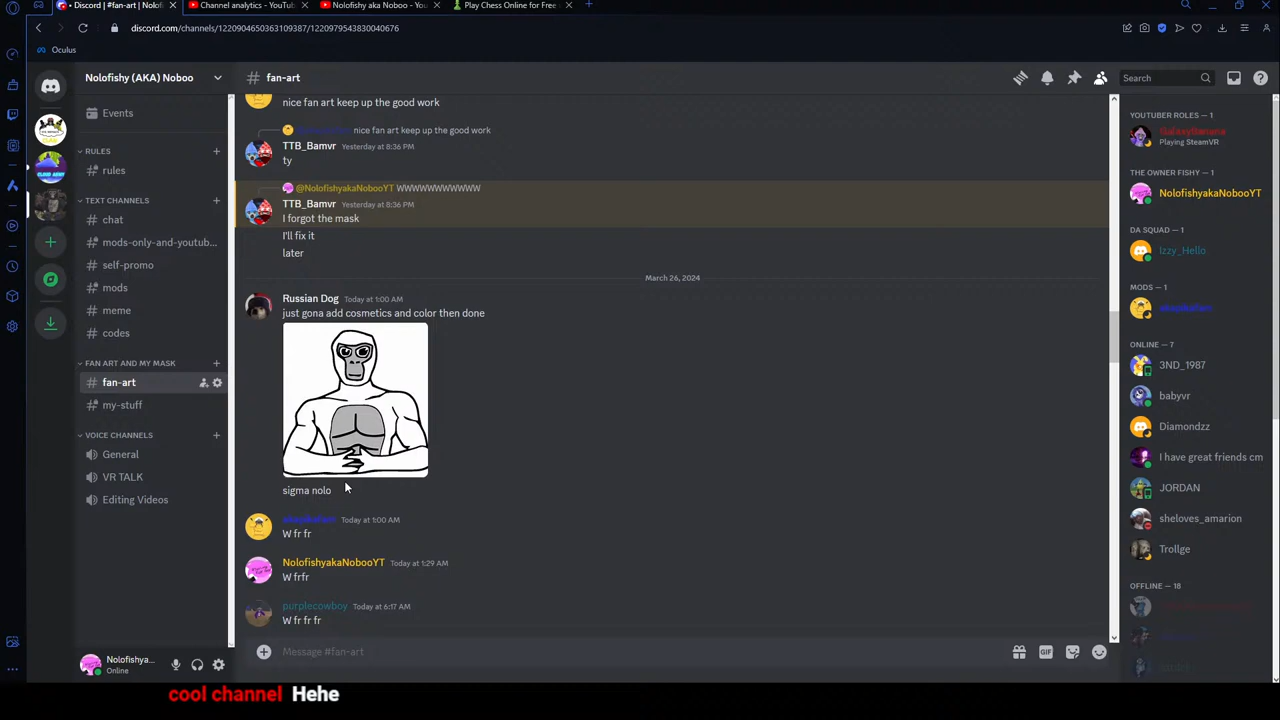 Discord | #fan-art | Nolofish
Channel analytics - YouTub
Nolofishy aka Noboo - You
Play Chess Online for Free
discord.com/channels/1220904650363109387/1220979543830040676
Oculus
Nolofishy (AKA) Noboo
Events
RULES
rules
TEXT CHANNELS
chat
mods-only-and-youtub...
self-promo
mods
meme
codes
FAN ART AND MY MASK
fan-art
my-stuff
VOICE CHANNELS
General
VR TALK
Editing Videos
Nolofishya...
Online
fan-art
Search
nice fan art keep up the good work
nice fan art keep up the good work
TTB_Bamvr Yesterday at 8:36 PM
ty
@NolofishyakaNobooYT WWWWWWWWWWW
TTB_Bamvr Yesterday at 8:36 PM
I forgot the mask
I'll fix it
later
March 26, 2024
Russian Dog Today at 1:00 AM
just gona add cosmetics and color then done
sigma nolo
Today at 1:00 AM
W fr fr
NolofishyakaNobooYT Today at 1:29 AM
W frfr
purplecowboy Today at 6:17 AM
W fr fr fr
Message #fan-art
GIF
YOUTUBER ROLES — 1
Playing SteamVR
THE OWNER FISHY — 1
NolofishyakaNobooYT
DA SQUAD — 1
Izzy_Hello
MODS — 1
ONLINE — 7
3ND_1987
babyvr
Diamondzz
I have great friends cm
JORDAN
sheloves_amarion
Trollge
OFFLINE — 18
cool channel Hehe